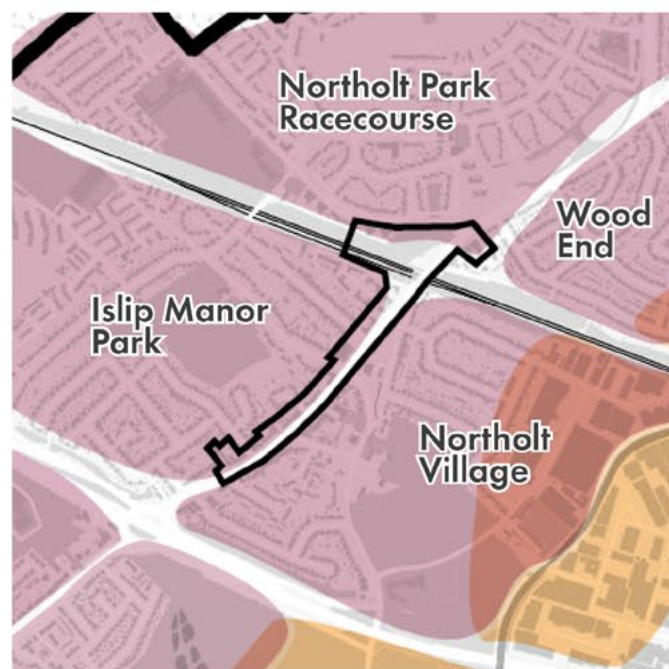 Northolt Park
Racecourse
Wood
End
Islip Manor
Park
Northolt
Village